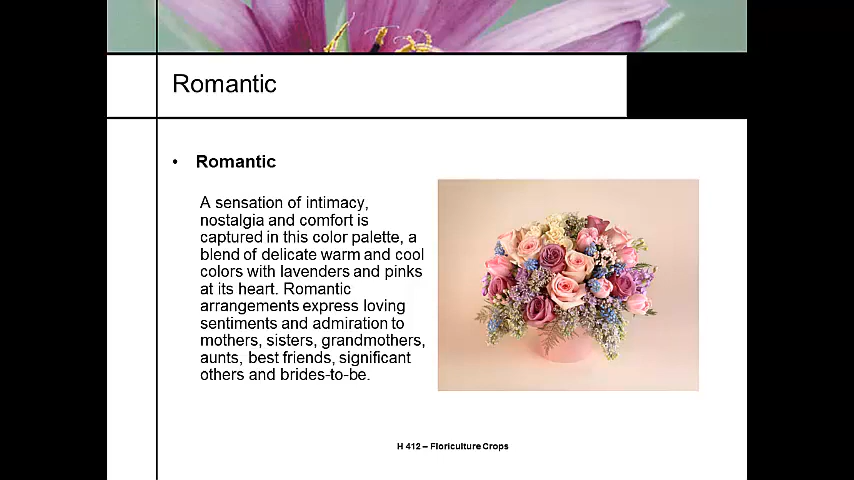 Romantic
• Romantic
A sensation of intimacy,
nostalgia and comfort is
captured in this color palette, a
blend of delicate warm and cool
colors with lavenders and pinks
at its heart. Romantic
arrangements express loving
sentiments and admiration to
mothers, sisters, grandmothers,
aunts, best friends, significant
others and brides-to-be.
H 412 – Floriculture Crops